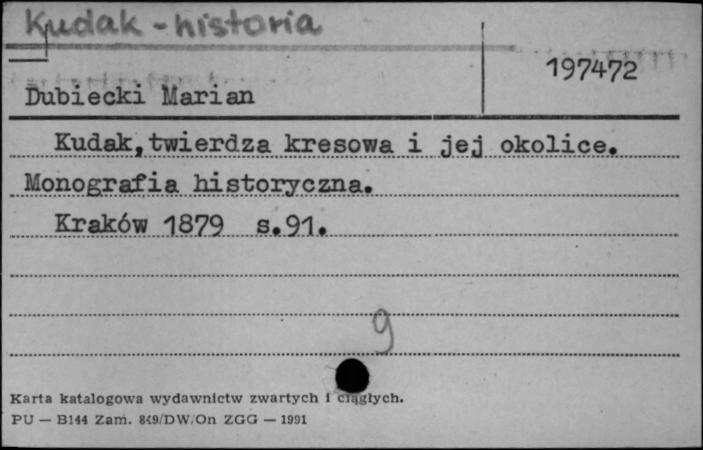 Kudak - historia
197472
Dubiecki Marian
Kudak, twierdza kresowa i jej okolice.
Monografia historyczna.
Kraków 1879 s.91.
9
Karta katalogowa wydawnictw zwartych i ciągłych.
PU — B144 Zam. 849/DW/On ZGG — 1991